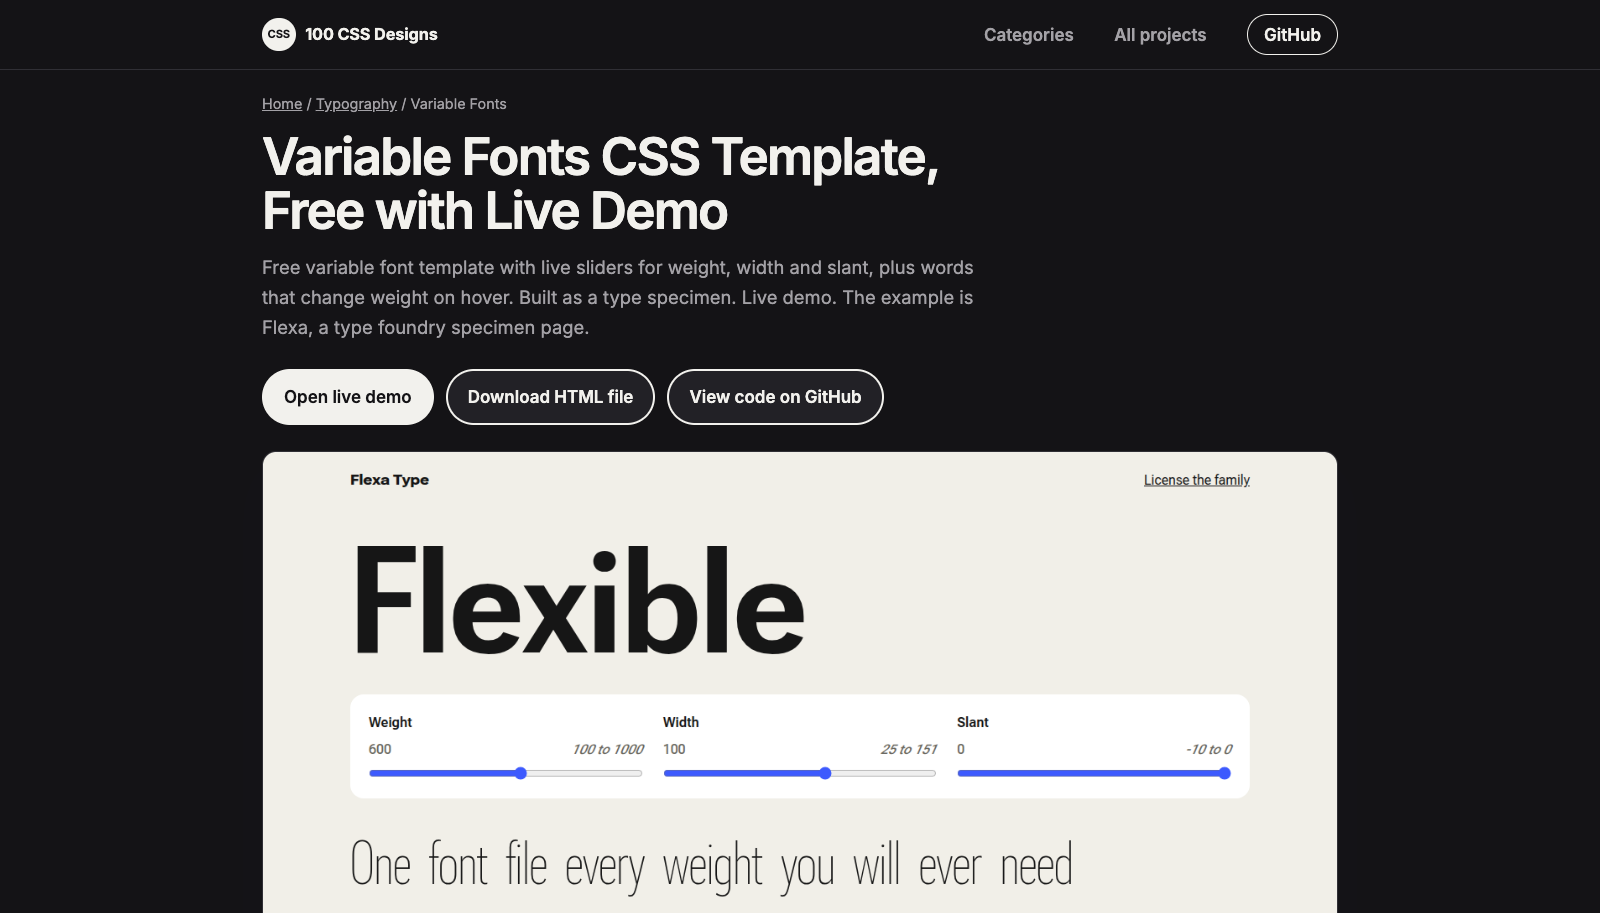 CSS 100 CSS Designs
Categories
All projects
GitHub
Home / Typography / Variable Fonts
Variable Fonts CSS Template,
Free with Live Demo
Free variable font template with live sliders for weight, width and slant, plus words
that change weight on hover. Built as a type specimen. Live demo. The example is
Flexa, a type foundry specimen page.
Open live demo
Download HTML file
View code on GitHub
Flexa Type
License the family
Flexible
Weight
600
100 to 1000
Width
100
25 to 151
Slant
0
-10 to 0
One font file every weight you will ever need